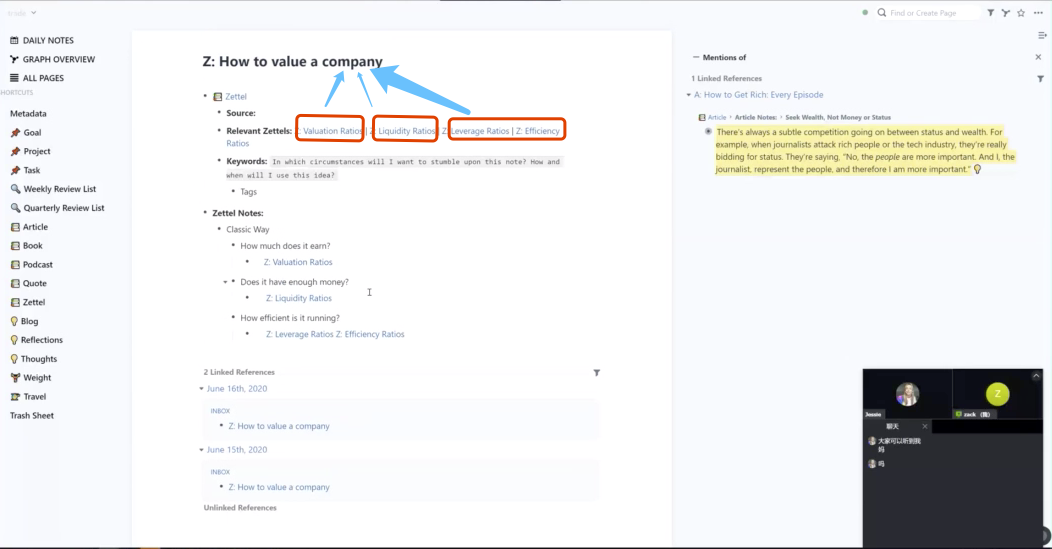 Find or Create Page
DAILY NOTES
GRAPH OVERVIEW
ALL PAGES
SHORTCUTS
Metadata
Goal
Project
Task
Weekly Review List
Quarterly Review List
Article
Book
Podcast
Quote
Zettel
Blog
Reflections
Thoughts
Weight
Travel
Trash Sheet
Z: How to value a company
Zettel
Source:
Relevant Zettels: Z: Valuation Ratios | Z: Liquidity Ratios | Z: Leverage Ratios | Z: Efficiency
Ratios
Keywords: In which circumstances will I want to stumble upon this note? How and
when will I use this idea?
Tags
Zettel Notes:
Classic Way
How much does it earn?
Z: Valuation Ratios
Does it have enough money?
Z: Liquidity Ratios
How efficient is it running?
Z: Leverage Ratios Z: Efficiency Ratios
2 Linked References
June 16th, 2020
INBOX
Z: How to value a company
June 15th, 2020
INBOX
Z: How to value a company
Unlinked References
Mentions of
1 Linked References
A: How to Get Rich: Every Episode
Article › Article Notes: › Seek Wealth, Not Money or Status
There's always a subtle competition going on between status and wealth. For
example, when journalists attack rich people or the tech industry, they're really
bidding for status. They're saying, "No, the people are more important. And I, the
journalist, represent the people, and therefore I am more important."
Z
Jessie
zack (我)
聊天
大家可以听到我
妈
吗